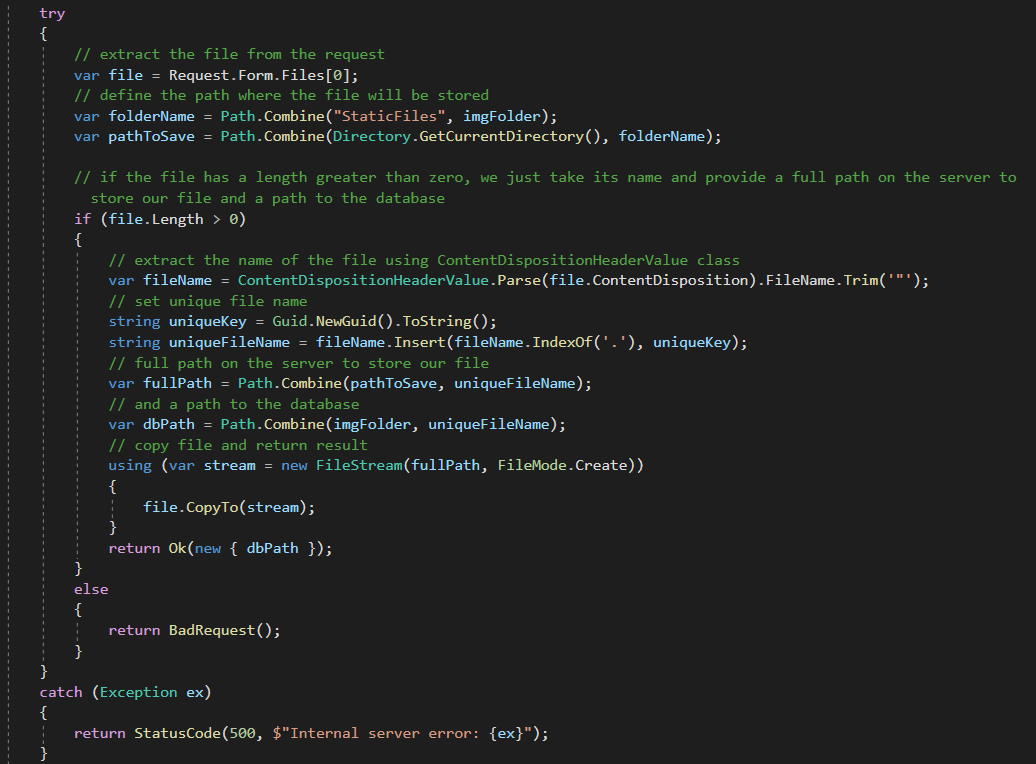 try
{
// extract the file from the request
var file = Request.Form.Files[0];
// define the path where the file will be stored
var folderName = Path.Combine("StaticFiles", imgFolder);
var pathToSave = Path.Combine(Directory.GetCurrentDirectory(), folderName);
// if the file has a length greater than zero, we just take its name and provide a full path on the server to
store our file and a path to the database
if (file.Length > 0)
{
// extract the name of the file using ContentDispositionHeaderValue class
var fileName = ContentDispositionHeaderValue.Parse(file.ContentDisposition).FileName.Trim('"');
// set unique file name
string uniqueKey = Guid.NewGuid().ToString();
string uniqueFileName = fileName.Insert(fileName.IndexOf('.'), uniqueKey);
// full path on the server to store our file
var fullPath = Path.Combine(pathToSave, uniqueFileName);
// and a path to the database
var dbPath = Path.Combine(imgFolder, uniqueFileName);
// copy file and return result
using (var stream = new FileStream(fullPath, FileMode.Create))
{
file.CopyTo(stream);
}
return Ok(new { dbPath });
}
else
{
return BadRequest();
}
}
catch (Exception ex)
{
return StatusCode(500, $"Internal server error: {ex}");
}